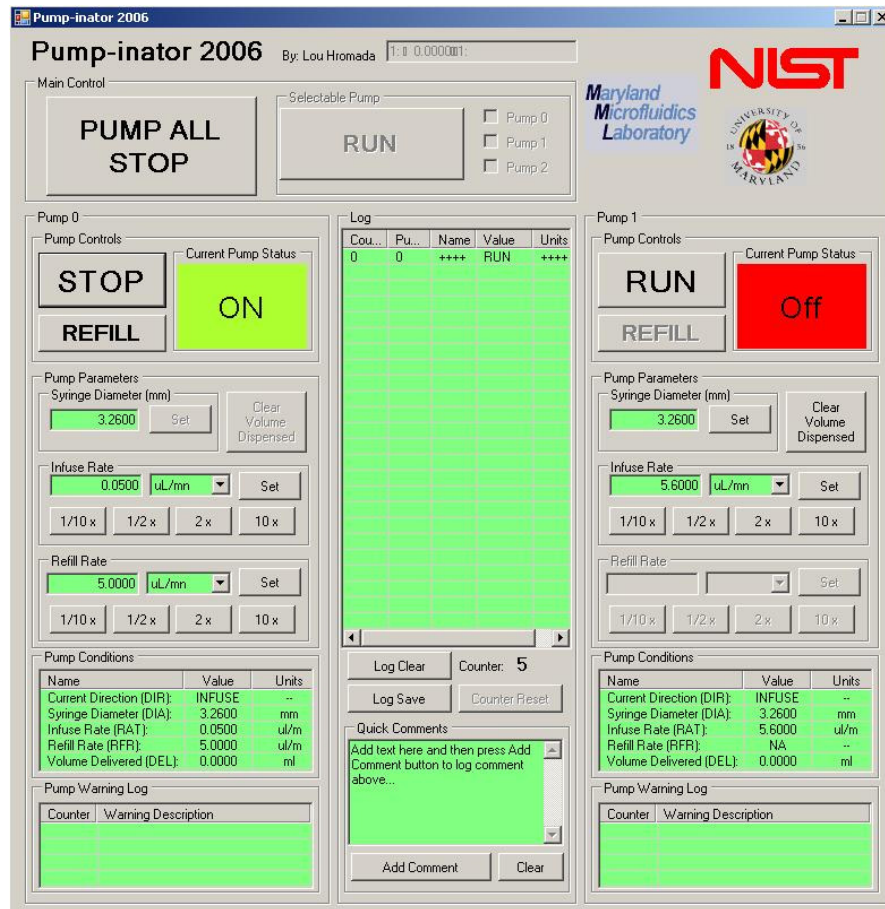 Pump-inator 2006
Pump-inator 2006 By: Lou Hromada
NIST
Maryland
Microfluidics
Laboratory
UNIVERSITY OF
18 56
MARYLAND
Main Control
PUMP ALL
STOP
Selectable Pump
RUN
Pump 0
Pump 1
Pump 2
Pump 0
Pump Controls
STOP
REFILL
Current Pump Status
ON
Pump Parameters
Syringe Diameter (mm)
3.2600 Set
Clear
Volume
Dispensed
Infuse Rate
0.0500 uL/mn Set
1/10 x 1/2 x 2 x 10 x
Refill Rate
5.0000 uL/mn Set
1/10 x 1/2 x 2 x 10 x
Pump Conditions
Name Value Units
Current Direction (DIR): INFUSE --
Syringe Diameter (DIA): 3.2600 mm
Infuse Rate (RAT): 0.0500 ul/m
Refill Rate (RFR): 5.0000 ul/m
Volume Delivered (DEL): 0.0000 ml
Pump Warning Log
Counter Warning Description
Log
Cou... Pu... Name Value Units
0 0 ++++ RUN ++++
Log Clear Counter: 5
Log Save Counter Reset
Quick Comments
Add text here and then press Add
Comment button to log comment
above...
Add Comment Clear
Pump 1
Pump Controls
RUN
REFILL
Current Pump Status
Off
Pump Parameters
Syringe Diameter (mm)
3.2600 Set
Clear
Volume
Dispensed
Infuse Rate
5.6000 uL/mn Set
1/10 x 1/2 x 2 x 10 x
Refill Rate
Set
1/10 x 1/2 x 2 x 10 x
Pump Conditions
Name Value Units
Current Direction (DIR): INFUSE --
Syringe Diameter (DIA): 3.2600 mm
Infuse Rate (RAT): 5.6000 ul/m
Refill Rate (RFR): NA --
Volume Delivered (DEL): 0.0000 ml
Pump Warning Log
Counter Warning Description